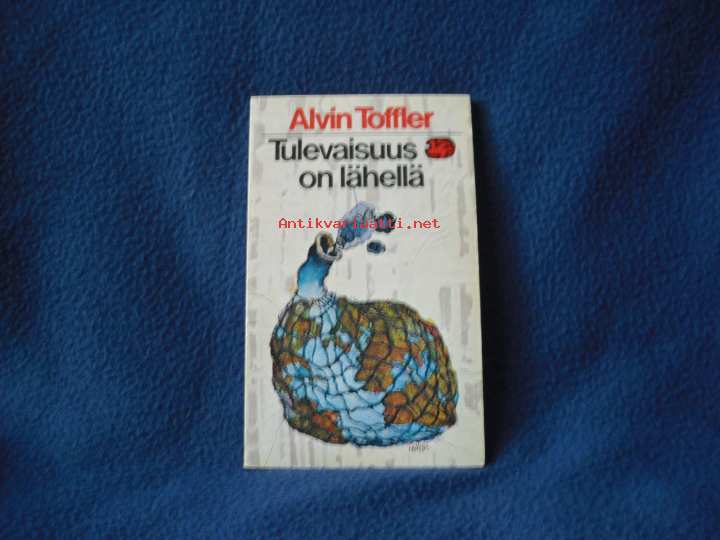 Alvin Toffler
Tulevaisuus
on lähellä
Antikvariaatti.net